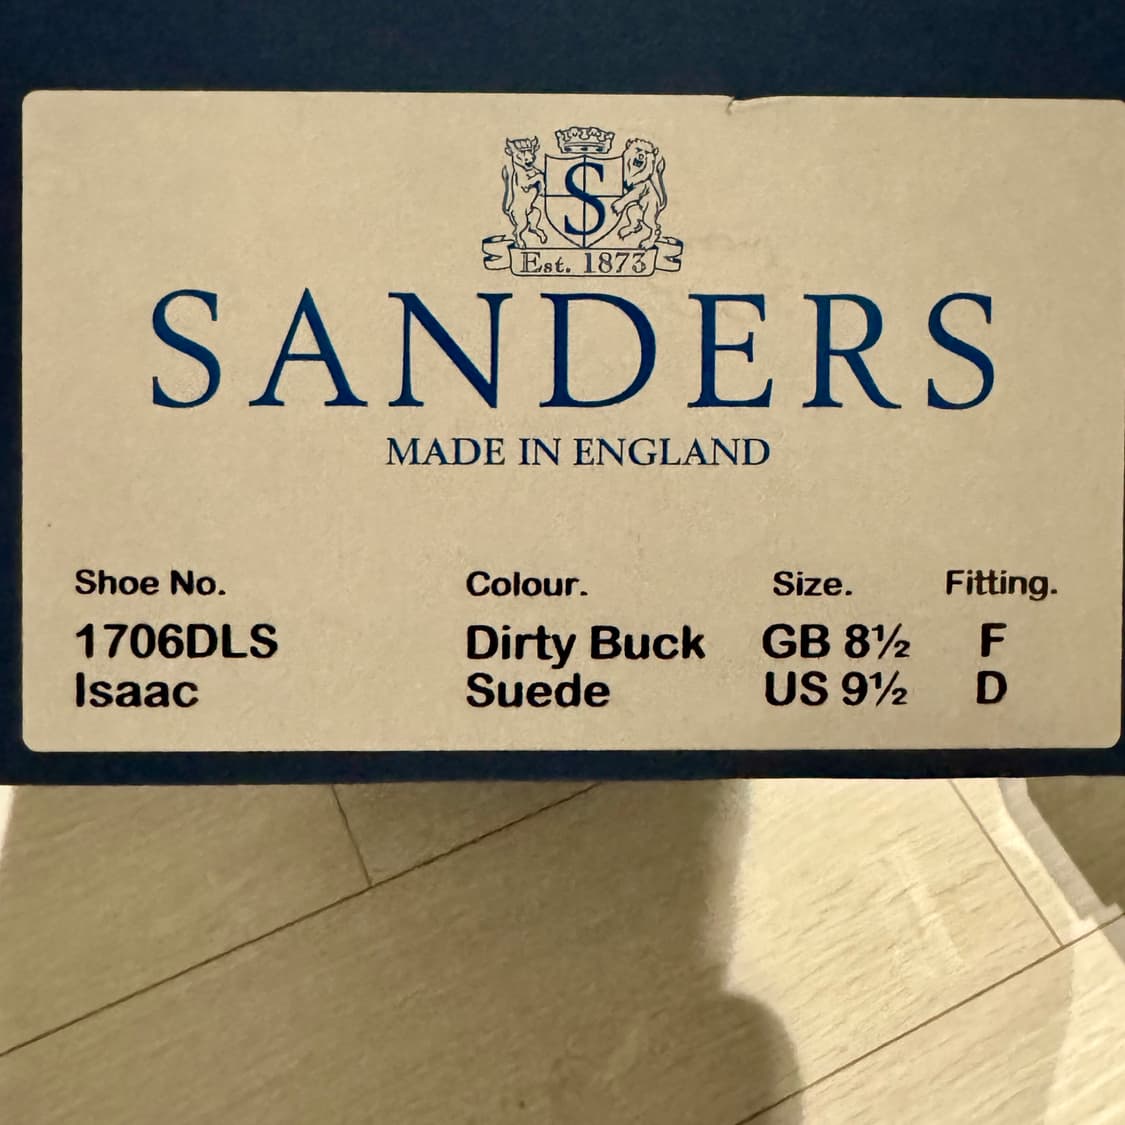 S
Est. 1873
SANDERS
MADE IN ENGLAND
Shoe No. Colour. Size. Fitting.
1706DLS Dirty Buck GB 8½ F
Isaac Suede US 9½ D